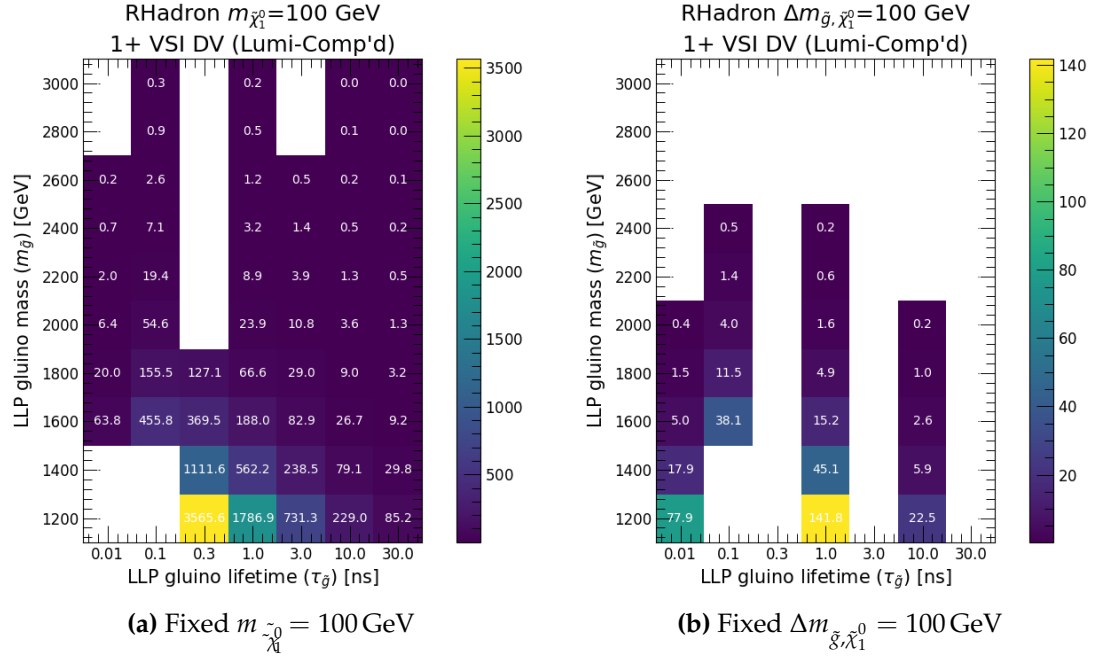 RHadron m_{χ̃₁⁰}=100 GeV
1+ VSI DV (Lumi-Comp'd)
3000 0.3 0.2 0.0 0.0 3500
2800 0.9 0.5 0.1 0.0 3000
2600 0.2 2.6 1.2 0.5 0.2 0.1 2500
2400 0.7 7.1 3.2 1.4 0.5 0.2
2200 2.0 19.4 8.9 3.9 1.3 0.5 2000
2000 6.4 54.6 23.9 10.8 3.6 1.3 1500
1800 20.0 155.5 127.1 66.6 29.0 9.0 3.2
1600 63.8 455.8 369.5 188.0 82.9 26.7 9.2 1000
1400 1111.6 562.2 238.5 79.1 29.8 500
1200 3565.6 1786.9 731.3 229.0 85.2
0.01 0.1 0.3 1.0 3.0 10.0 30.0
LLP gluino mass (m_{g̃}) [GeV]
LLP gluino lifetime (τ_{g̃}) [ns]
(a) Fixed m_{χ̃₁⁰} = 100 GeV
RHadron Δm_{g̃,χ̃₁⁰}=100 GeV
1+ VSI DV (Lumi-Comp'd)
3000 140
2800 120
2600
2400 0.5 0.2 100
2200 1.4 0.6 80
2000 0.4 4.0 1.6 0.2
1800 1.5 11.5 4.9 1.0 60
1600 5.0 38.1 15.2 2.6 40
1400 17.9 45.1 5.9 20
1200 77.9 141.8 22.5
0.01 0.1 0.3 1.0 3.0 10.0 30.0
LLP gluino mass (m_{g̃}) [GeV]
LLP gluino lifetime (τ_{g̃}) [ns]
(b) Fixed Δm_{g̃,χ̃₁⁰} = 100 GeV